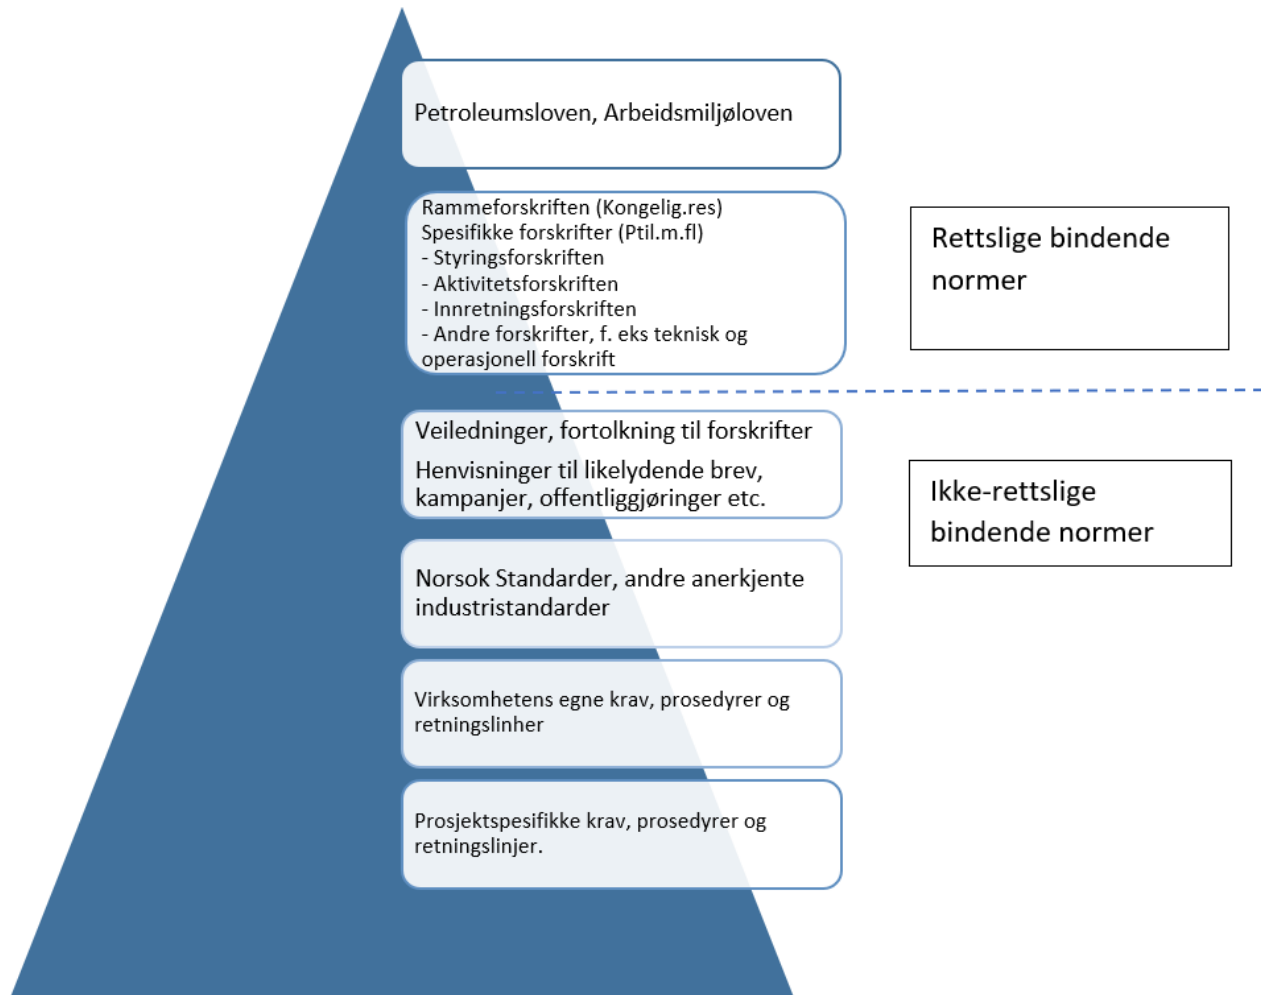 Petroleumsloven, Arbeidsmiljøloven
Rammeforskriften (Kongelig.res)
Spesifikke forskrifter (Ptil.m.fl)
- Styringsforskriften
- Aktivitetsforskriften
- Innretningsforskriften
- Andre forskrifter, f. eks teknisk og
operasjonell forskrift
Rettslige bindende
normer
Veiledninger, fortolkning til forskrifter
Henvisninger til likelydende brev,
kampanjer, offentliggjøringer etc.
Ikke-rettslige
bindende normer
Norsok Standarder, andre anerkjente
industristandarder
Virksomhetens egne krav, prosedyrer og
retningslinher
Prosjektspesifikke krav, prosedyrer og
retningslinjer.